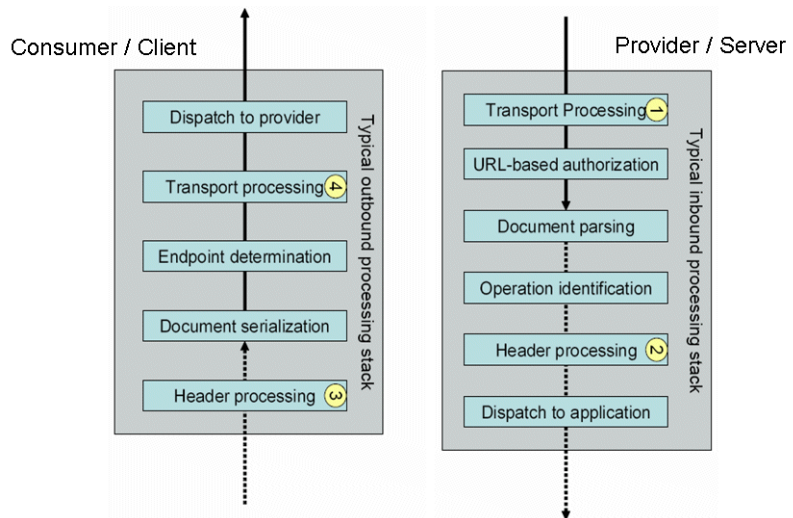 Consumer / Client
Dispatch to provider
Transport processing 4
Endpoint determination
Document serialization
Header processing 3
Typical outbound processing stack
Provider / Server
Transport Processing 1
URL-based authorization
Document parsing
Operation identification
Header processing 2
Dispatch to application
Typical inbound processing stack